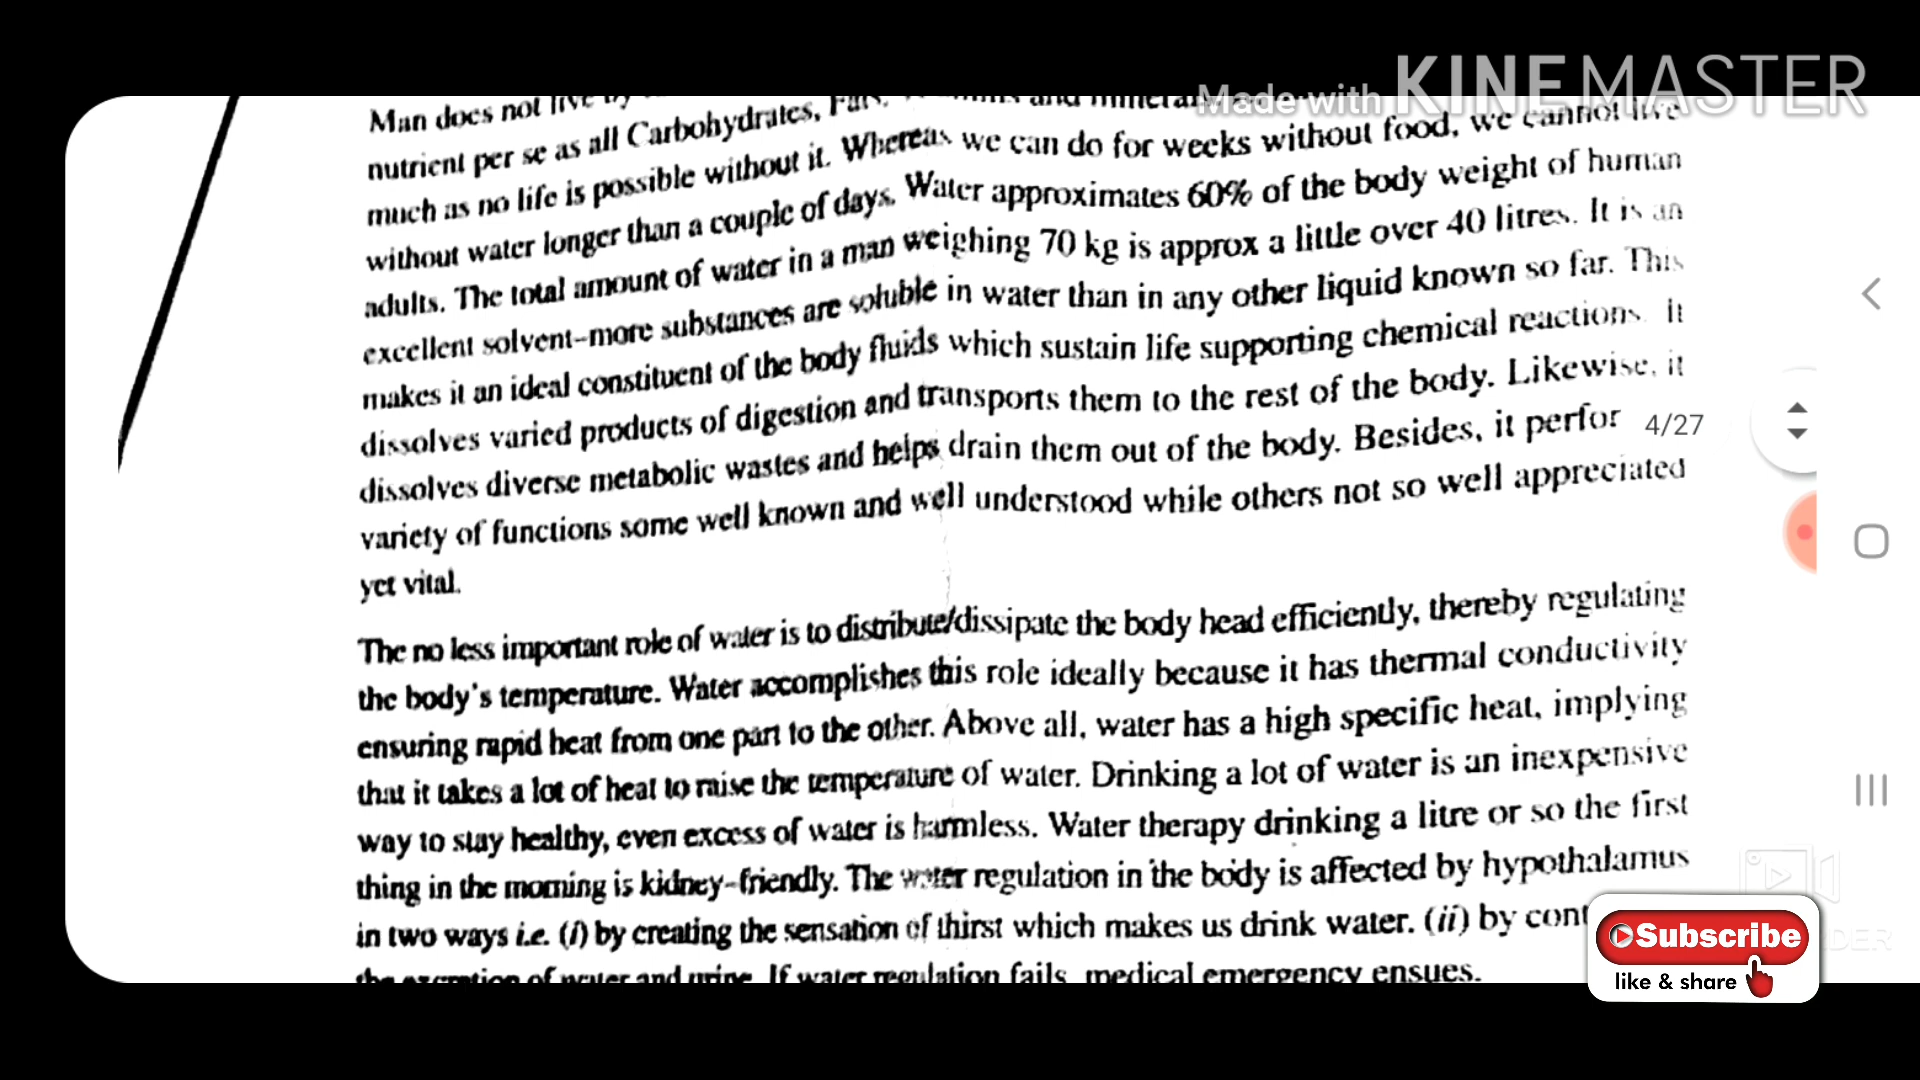 Made with KINEMASTER
Man does not live
nutrient per se as all Carbohydrates, Fats, and minerals
much as no life is possible without it. Whereas we can do for weeks without food, we cannot live
without water longer than a couple of days. Water approximates 60% of the body weight of human
adults. The total amount of water in a man weighing 70 kg is approx a little over 40 litres. It is an
excellent solvent-more substances are soluble in water than in any other liquid known so far. This
makes it an ideal constituent of the body fluids which sustain life supporting chemical reactions. It
dissolves varied products of digestion and transports them to the rest of the body. Likewise, it
dissolves diverse metabolic wastes and helps drain them out of the body. Besides, it perfor
variety of functions some well known and well understood while others not so well appreciated
yet vital.
The no less important role of water is to distribute/dissipate the body head efficiently, thereby regulating
the body's temperature. Water accomplishes this role ideally because it has thermal conductivity
ensuring rapid heat from one part to the other. Above all, water has a high specific heat, implying
that it takes a lot of heat to raise the temperature of water. Drinking a lot of water is an inexpensive
way to stay healthy, even excess of water is harmless. Water therapy drinking a litre or so the first
thing in the morning is kidney-friendly. The water regulation in the body is affected by hypothalamus
in two ways i.e. (i) by creating the sensation of thirst which makes us drink water. (ii) by cont
the excretion of water and urine. If water regulation fails, medical emergency ensues.
4/27
Subscribe
like & share